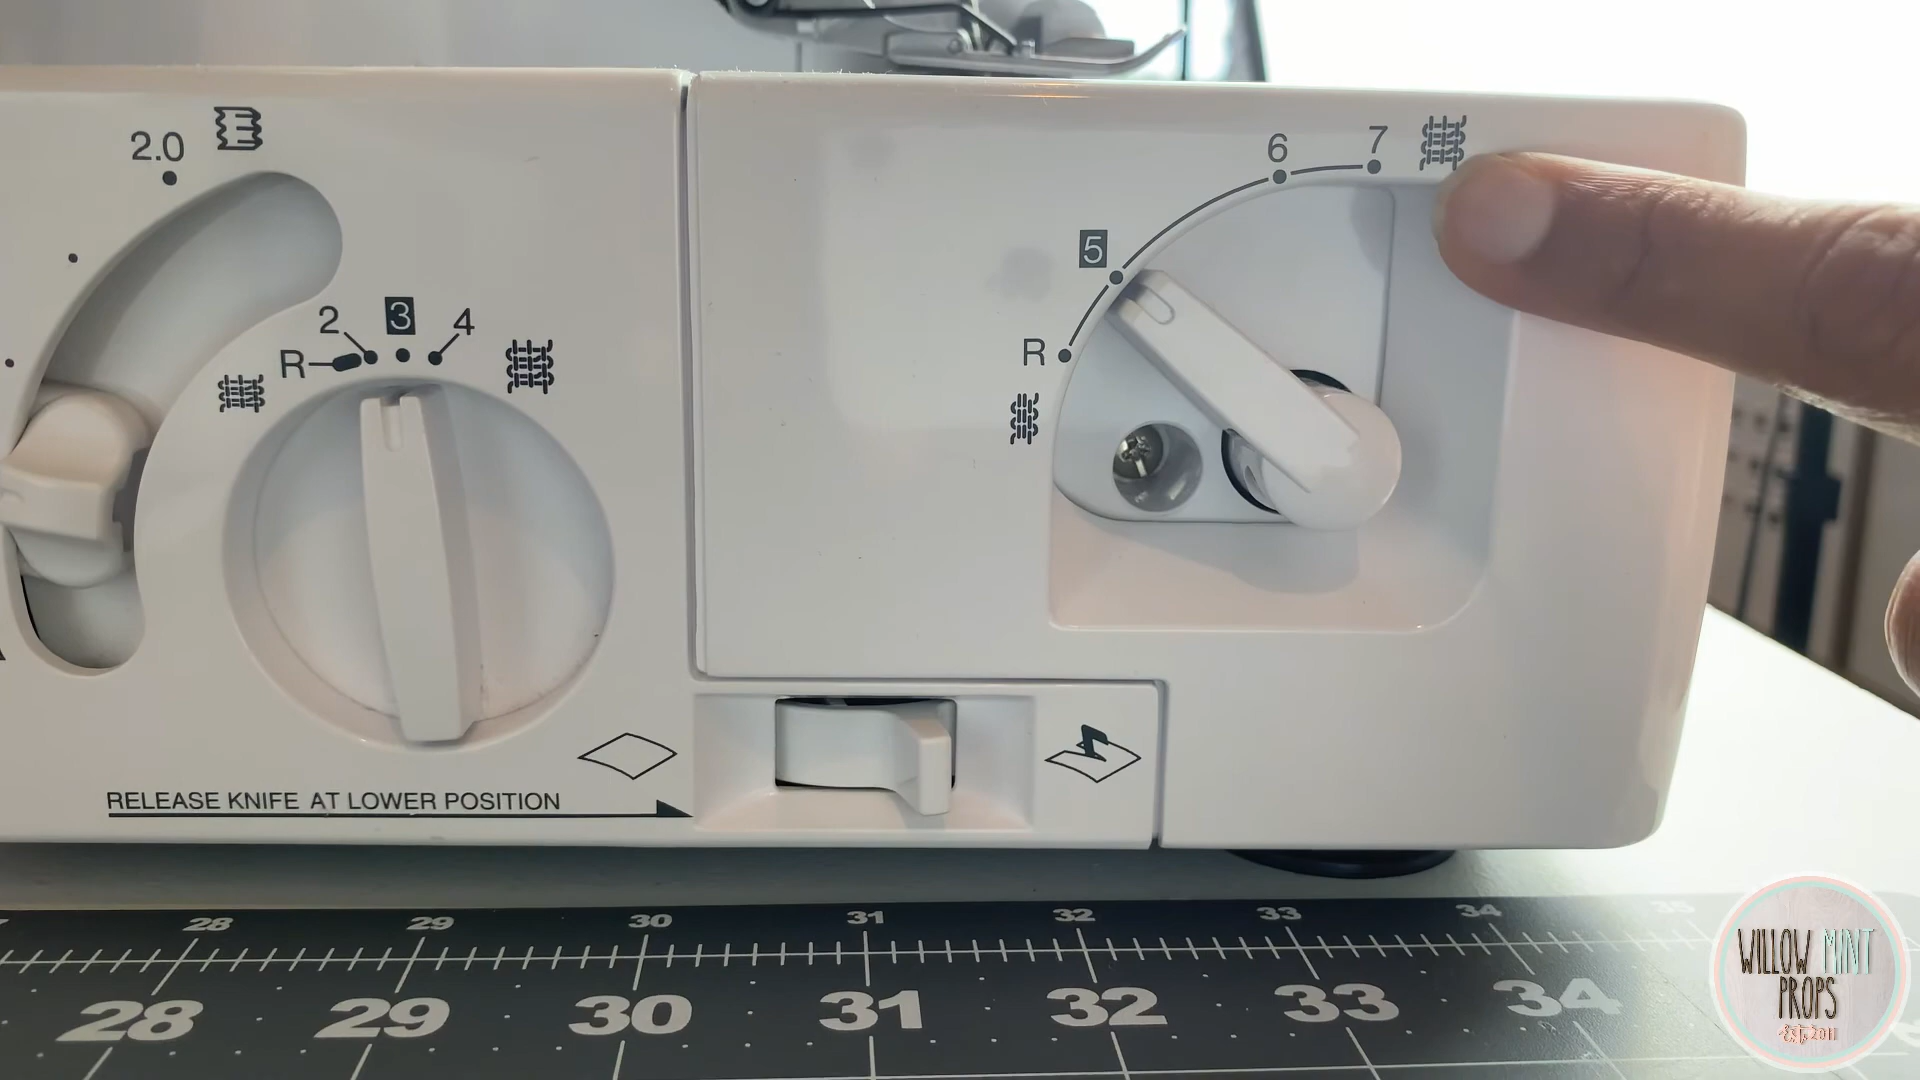 2.0
2 3 4
R
5 6 7
R
RELEASE KNIFE AT LOWER POSITION
28 29 30 31 32 33 34 35
28 29 30 31 32 33 34
WILLOW MINT
PROPS